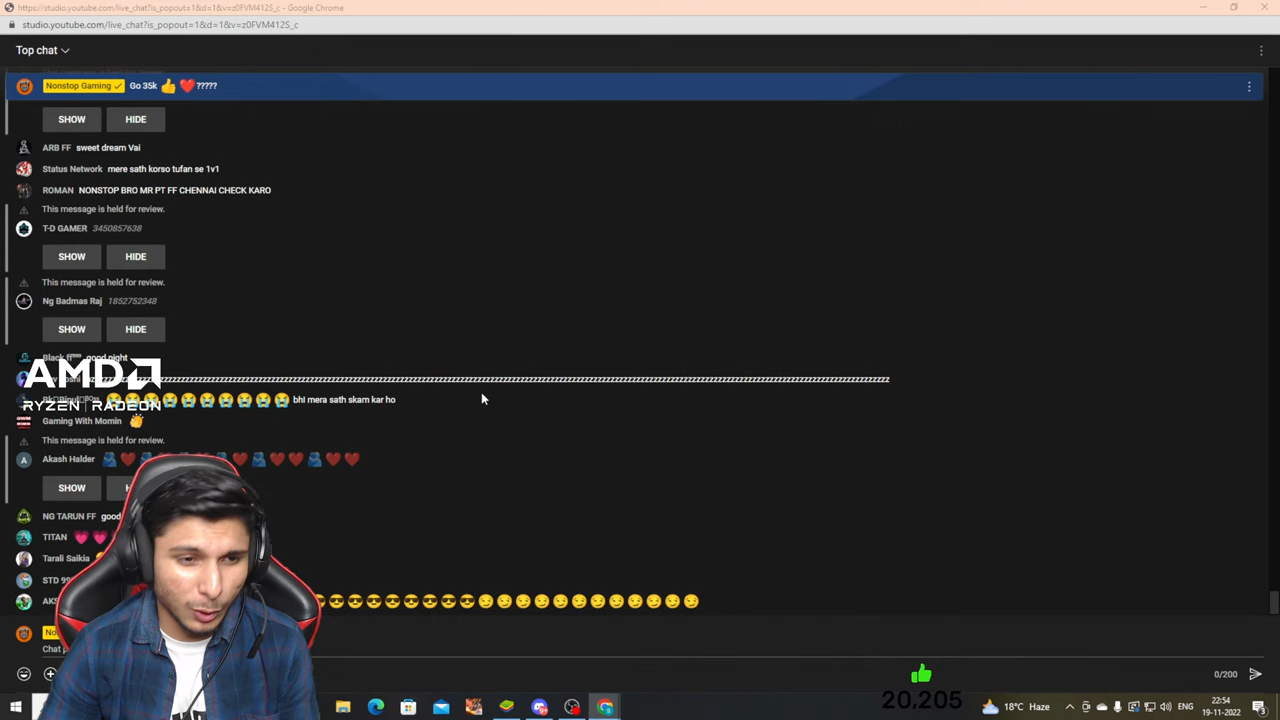 https://studio.youtube.com/live_chat?is_popout=1&d=1&v=z0FVM412S_c - Google Chrome
studio.youtube.com/live_chat?is_popout=1&d=1&v=z0FVM412S_c
Top chat
Nonstop Gaming Go 35k 👍 ❤️ ?????
SHOW HIDE
ARB FF sweet dream Vai
Status Network mere sath korso tufan se 1v1
ROMAN NONSTOP BRO MR PT FF CHENNAI CHECK KARO
This message is held for review.
T-D GAMER 3450857638
SHOW HIDE
This message is held for review.
Ng Badmas Raj 1852752348
SHOW HIDE
Black good night
AMD
RYZEN | RADEON
😭😭😭😭😭😭😭😭😭😭 bhl mera sath skam kar ho
Gaming With Momin 👏
This message is held for review.
Akash Halder
SHOW
NG TARUN FF
TITAN
Tarali Saikia
0/200
20,205
18°C Haze
22:54
19-11-2022
3